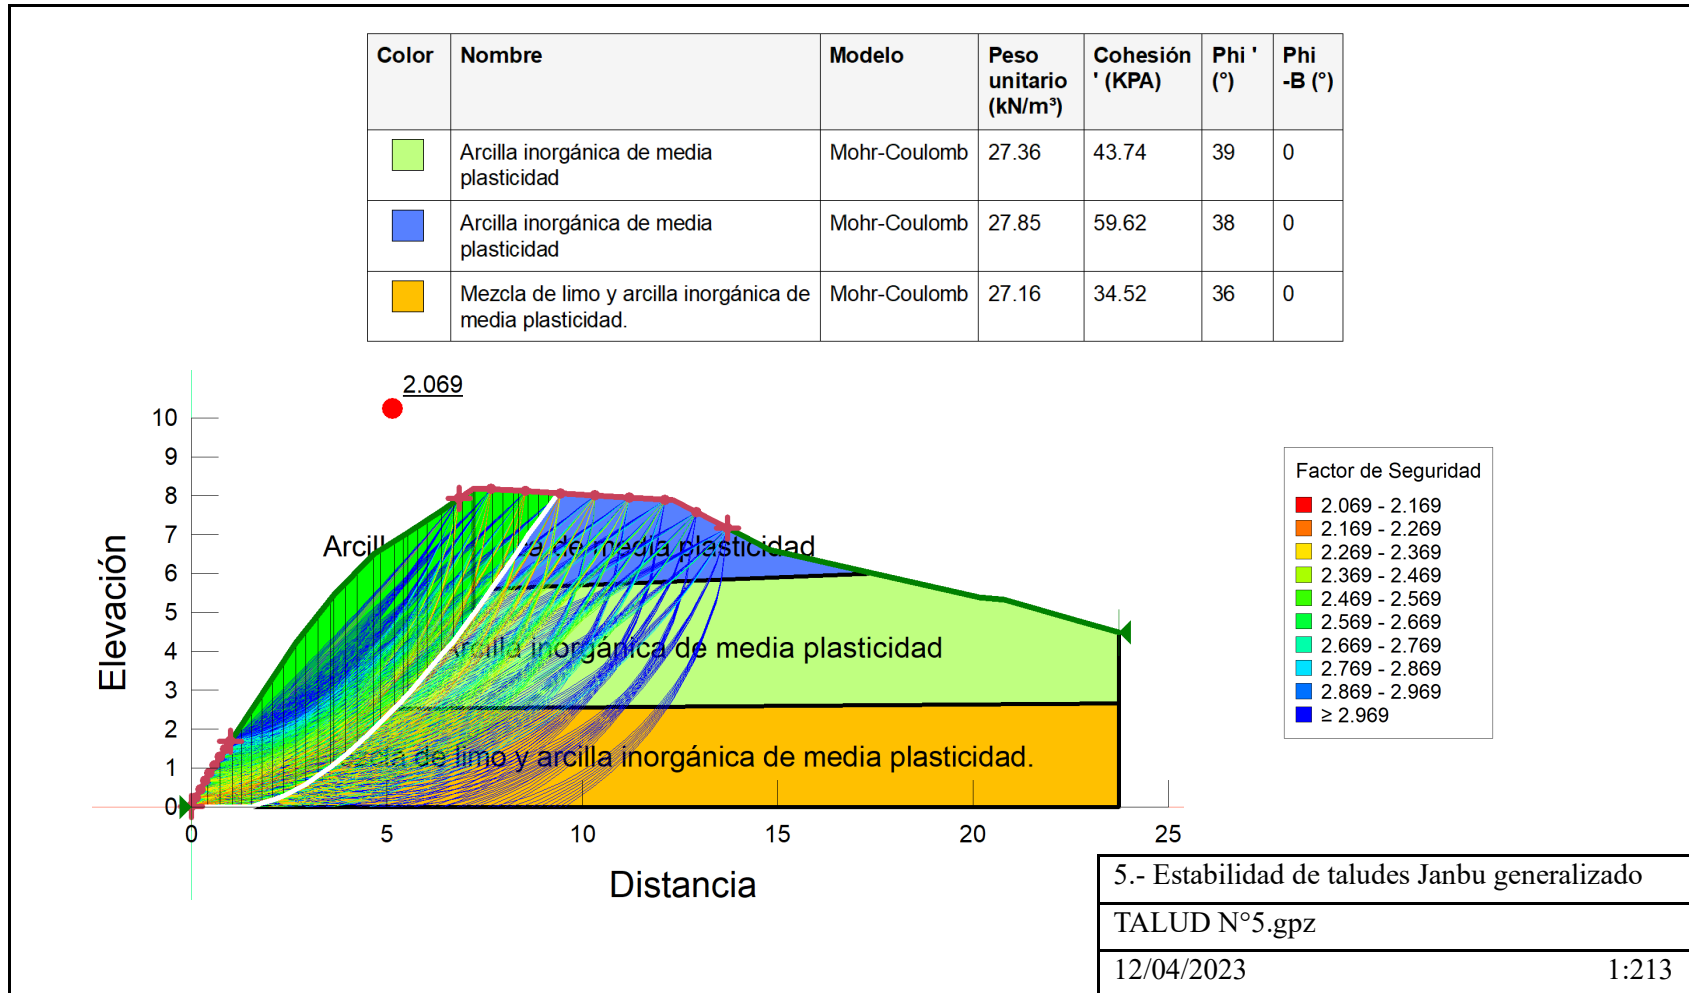 Color Nombre Modelo Peso unitario (kN/m³) Cohesión ' (KPA) Phi ' (°) Phi -B (°)
Arcilla inorgánica de media plasticidad Mohr-Coulomb 27.36 43.74 39 0
Arcilla inorgánica de media plasticidad Mohr-Coulomb 27.85 59.62 38 0
Mezcla de limo y arcilla inorgánica de media plasticidad. Mohr-Coulomb 27.16 34.52 36 0
2.069
10
9
8
7
6
5
4
3
2
1
0
Elevación
de media plasticidad
Arcilla inorgánica de media plasticidad
de limo y arcilla inorgánica de media plasticidad.
0 5 10 15 20 25
Distancia
Factor de Seguridad
2.069 - 2.169
2.169 - 2.269
2.269 - 2.369
2.369 - 2.469
2.469 - 2.569
2.569 - 2.669
2.669 - 2.769
2.769 - 2.869
2.869 - 2.969
≥ 2.969
5.- Estabilidad de taludes Janbu generalizado
TALUD N°5.gpz
12/04/2023 1:213